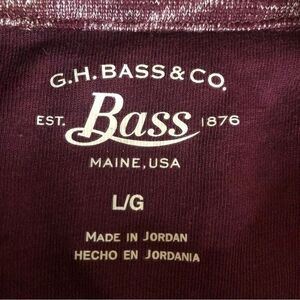 G.H. BASS & CO.
EST. Bass 1876
MAINE, USA
L/G
MADE IN JORDAN
HECHO EN JORDANIA